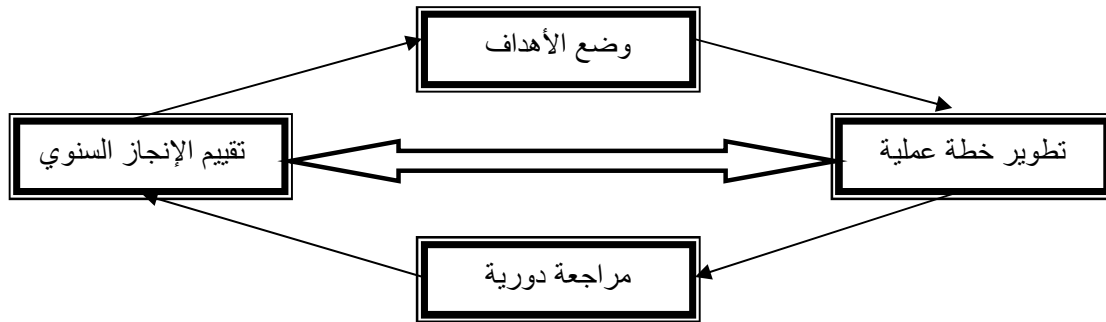 وضع الأهداف
تطوير خطة عملية
تقييم الإنجاز السنوي
مراجعة دورية